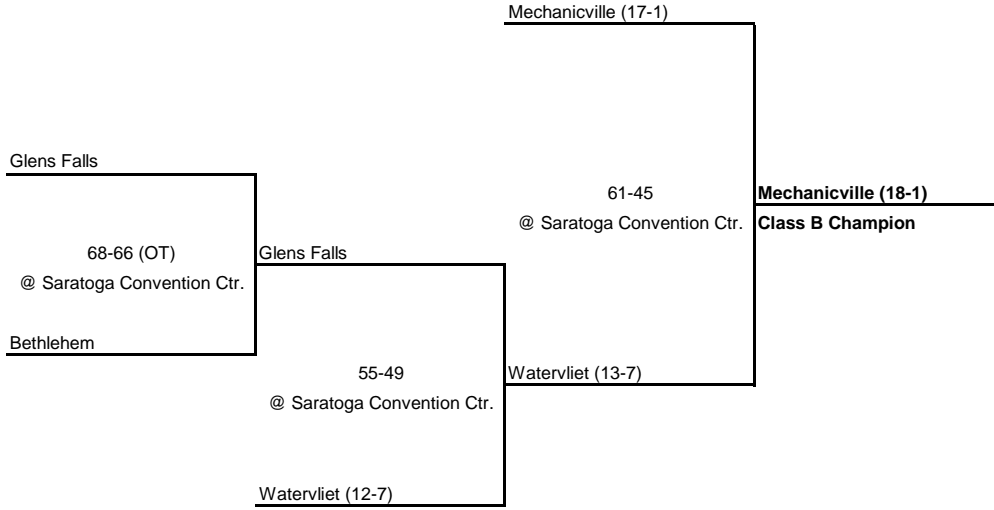 Mechanicville (17-1)
Glens Falls
61-45
Mechanicville (18-1)
@ Saratoga Convention Ctr.
Class B Champion
68-66 (OT)
Glens Falls
@ Saratoga Convention Ctr.
Bethlehem
55-49
Watervliet (13-7)
@ Saratoga Convention Ctr.
Watervliet (12-7)